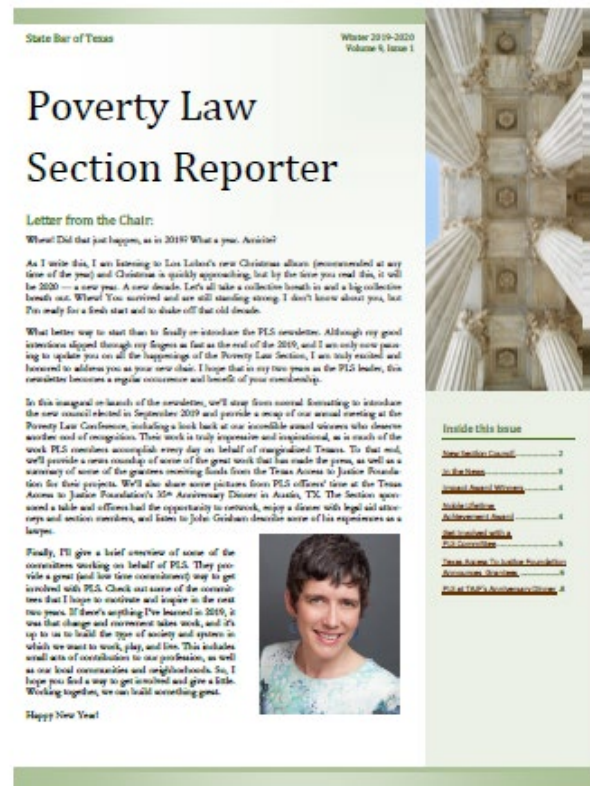 State Bar of Texas
Winter 2019-2020
Volume 9, Issue 1
Poverty Law
Section Reporter
Letter from the Chair:
Whew! Did that just happen, as in 2019? What a year. Amirite?
As I write this, I am listening to Los Lobos's new Christmas album (recommended at any
time of the year) and Christmas is quickly approaching, but by the time you read this, it will
be 2020 — a new year. A new decade. Let's all take a collective breath in and a big collective
breath out. Whew! You survived and are still standing strong. I don't know about you, but
I'm ready for a fresh start and to shake off that old decade.
What better way to start than to finally re-introduce the PLS newsletter. Although my good
intentions slipped through my fingers as fast as the end of the 2019, and I am only now paus-
ing to update you on all the happenings of the Poverty Law Section, I am truly excited and
honored to address you as your new chair. I hope that in my two years as the PLS leader, this
newsletter becomes a regular occurrence and benefit of your membership.
In this inaugural re-launch of the newsletter, we'll stray from normal formatting to introduce
the new council elected in September 2019 and provide a recap of our annual meeting at the
Poverty Law Conference, including a look back at our incredible award winners who deserve
another nod of recognition. Their work is truly impressive and inspirational, as is much of the
work PLS members accomplish every day on behalf of marginalized Texans. To that end,
we'll provide a news roundup of some of the great work that has made the press, as well as a
summary of some of the grantees receiving funds from the Texas Access to Justice Founda-
tion for their projects. We'll also share some pictures from PLS officers' time at the Texas
Access to Justice Foundation's 35th Anniversary Dinner in Austin, TX. The Section spon-
sored a table and officers had the opportunity to network, enjoy a dinner with legal aid attor-
neys and section members, and listen to John Grisham describe some of his experiences as a
lawyer.
Finally, I'll give a brief overview of some of the
committees working on behalf of PLS. They pro-
vide a great (and low time commitment) way to get
involved with PLS. Check out some of the commit-
tees that I hope to motivate and inspire in the next
two years. If there's anything I've learned in 2019, it
was that change and movement takes work, and it's
up to us to build the type of society and system in
which we want to work, play, and live. This includes
small acts of contribution to our profession, as well
as our local communities and neighborhoods. So, I
hope you find a way to get involved and give a little.
Working together, we can build something great.
Happy New Year!
Inside this issue
New Section Council 2
In the News 3
Impact Award Winners 4
Noble Lifetime
Achievement Award 4
Get Involved with a
PLS Committee 5
Texas Access To Justice Foundation
Announces Grantees
PLS at TAJF's Anniversary Dinner 8